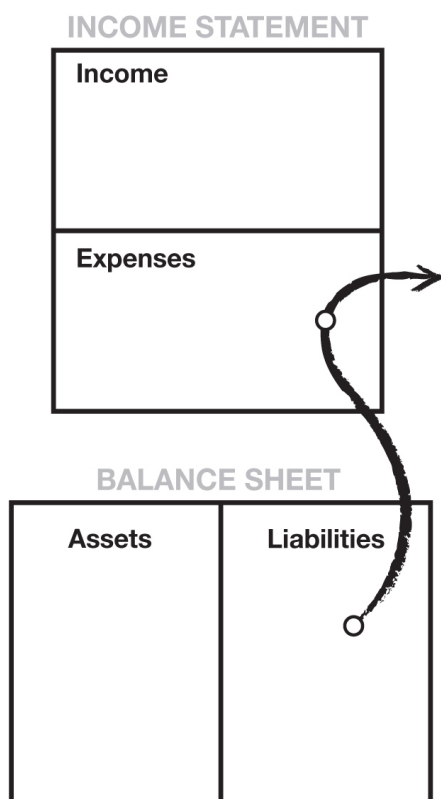 INCOME STATEMENT
Income
Expenses
BALANCE SHEET
Assets
Liabilities